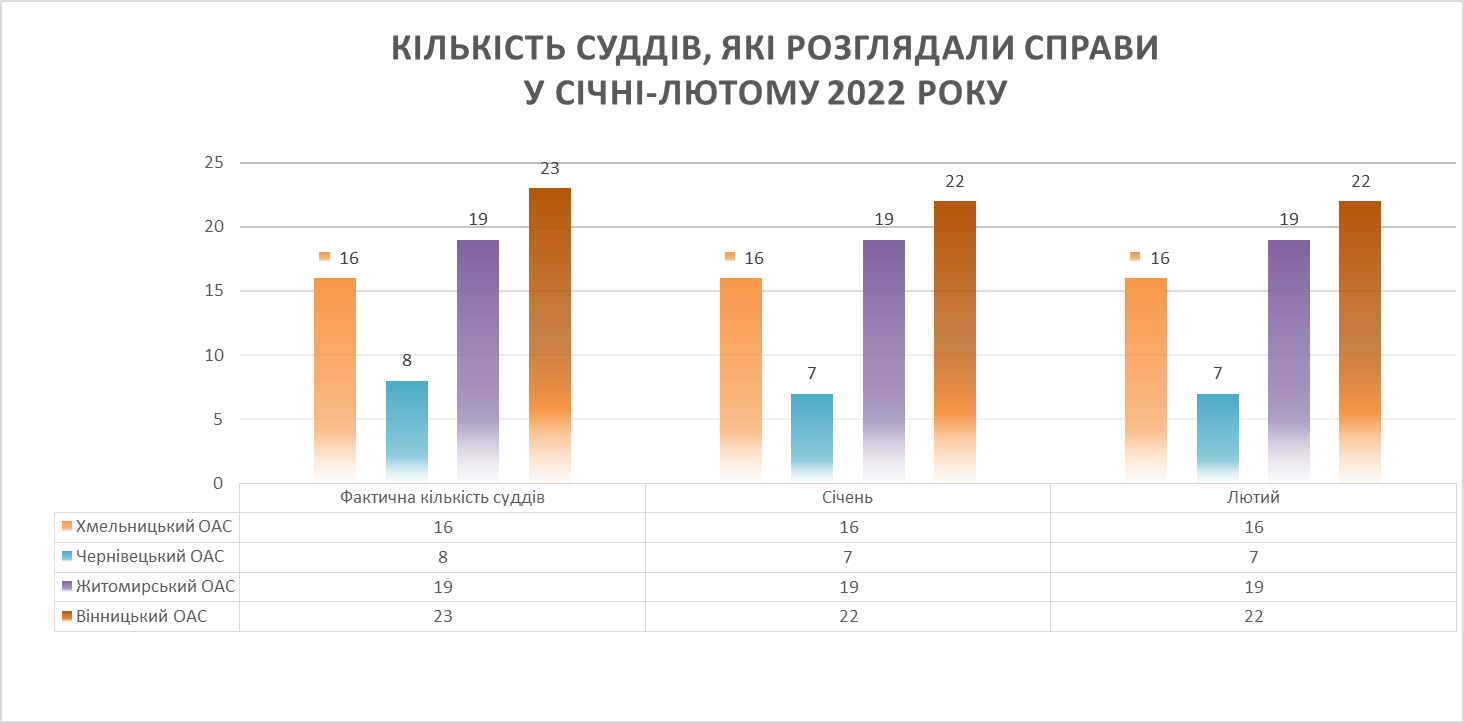 КІЛЬКІСТЬ СУДДІВ, ЯКІ РОЗГЛЯДАЛИ СПРАВИ
У СІЧНІ-ЛЮТОМУ 2022 РОКУ
25
20
15
10
5
0
16
8
19
23
16
7
19
22
16
7
19
22
Фактична кількість суддів Січень Лютий
Хмельницький ОАС 16 16 16
Чернівецький ОАС 8 7 7
Житомирський ОАС 19 19 19
Вінницький ОАС 23 22 22